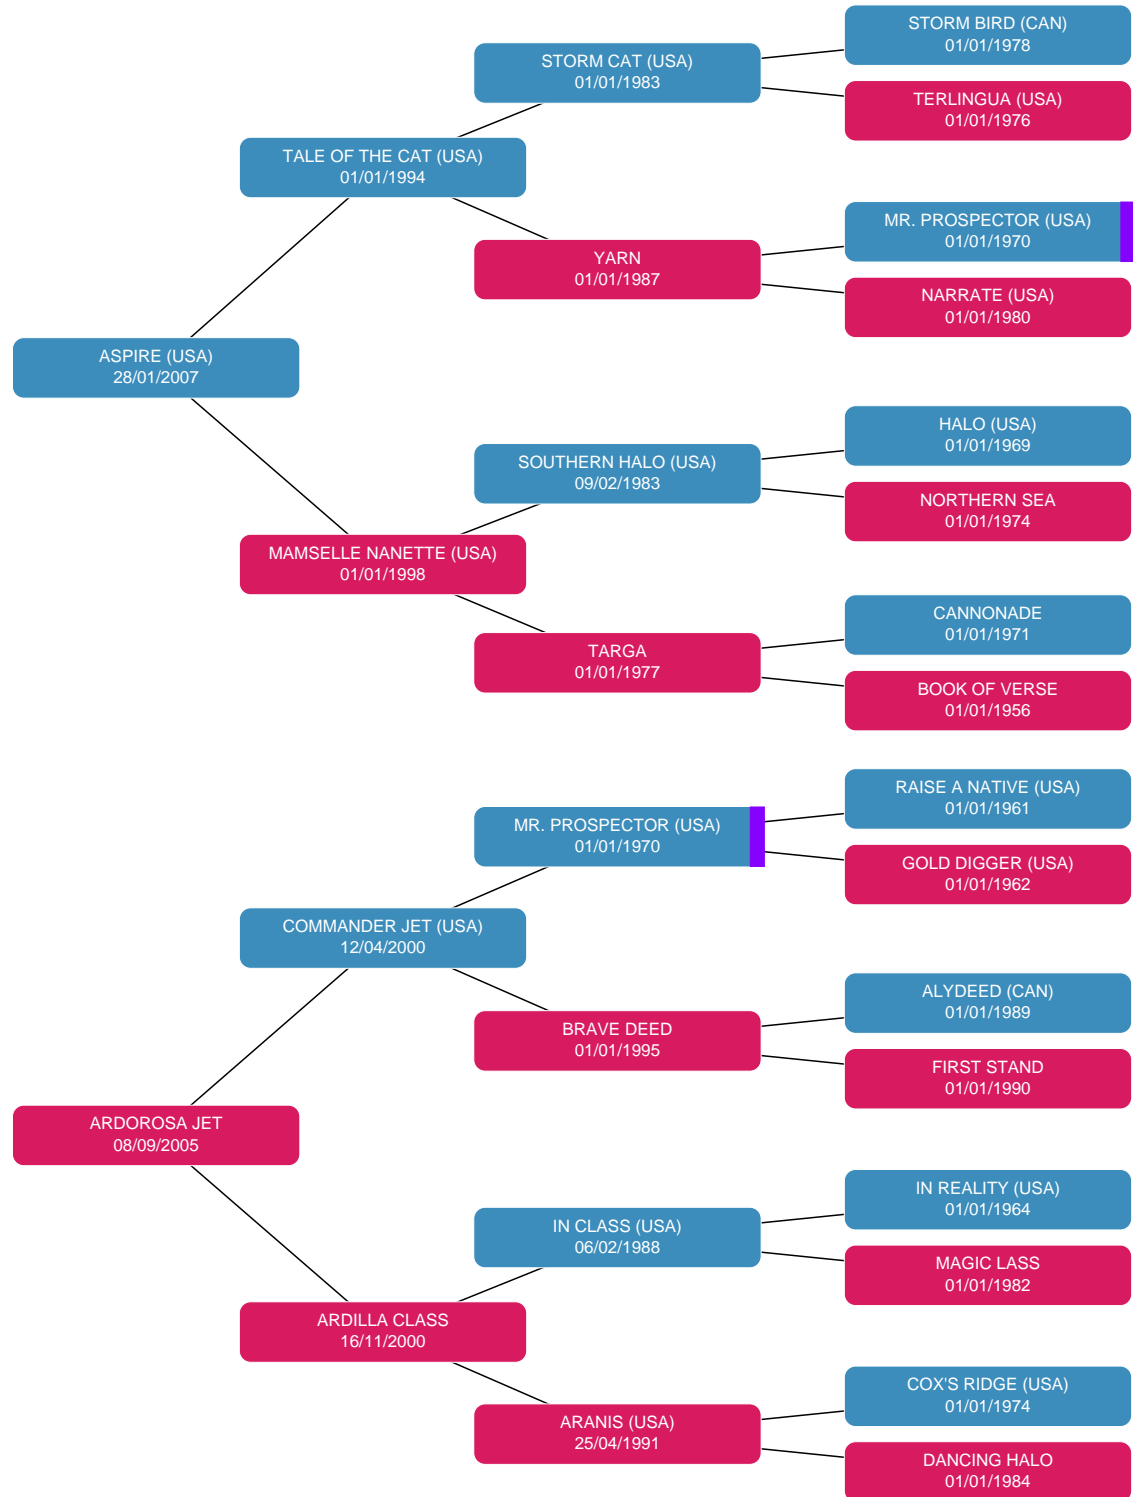 STORM BIRD (CAN)
01/01/1978
STORM CAT (USA)
01/01/1983
TERLINGUA (USA)
01/01/1976
TALE OF THE CAT (USA)
01/01/1994
MR. PROSPECTOR (USA)
01/01/1970
YARN
01/01/1987
NARRATE (USA)
01/01/1980
ASPIRE (USA)
28/01/2007
HALO (USA)
01/01/1969
SOUTHERN HALO (USA)
09/02/1983
NORTHERN SEA
01/01/1974
MAMSELLE NANETTE (USA)
01/01/1998
CANNONADE
01/01/1971
TARGA
01/01/1977
BOOK OF VERSE
01/01/1956
RAISE A NATIVE (USA)
01/01/1961
MR. PROSPECTOR (USA)
01/01/1970
GOLD DIGGER (USA)
01/01/1962
COMMANDER JET (USA)
12/04/2000
ALYDEED (CAN)
01/01/1989
BRAVE DEED
01/01/1995
FIRST STAND
01/01/1990
ARDOROSA JET
08/09/2005
IN REALITY (USA)
01/01/1964
IN CLASS (USA)
06/02/1988
MAGIC LASS
01/01/1982
ARDILLA CLASS
16/11/2000
COX'S RIDGE (USA)
01/01/1974
ARANIS (USA)
25/04/1991
DANCING HALO
01/01/1984